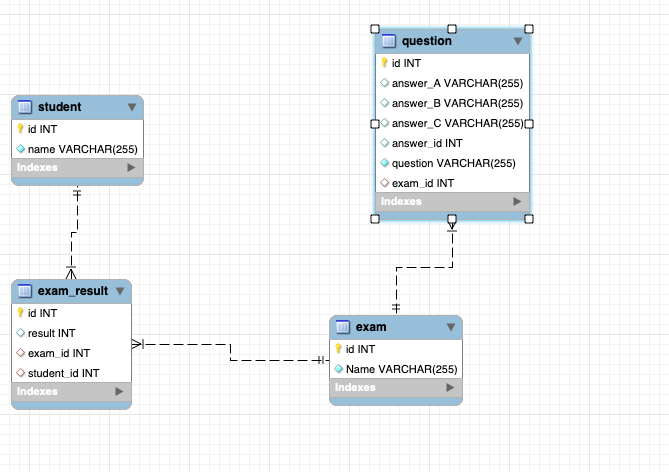 question
id INT
answer_A VARCHAR(255)
answer_B VARCHAR(255)
answer_C VARCHAR(255)
answer_id INT
question VARCHAR(255)
exam_id INT
Indexes
student
id INT
name VARCHAR(255)
Indexes
exam_result
id INT
result INT
exam_id INT
student_id INT
Indexes
exam
id INT
Name VARCHAR(255)
Indexes